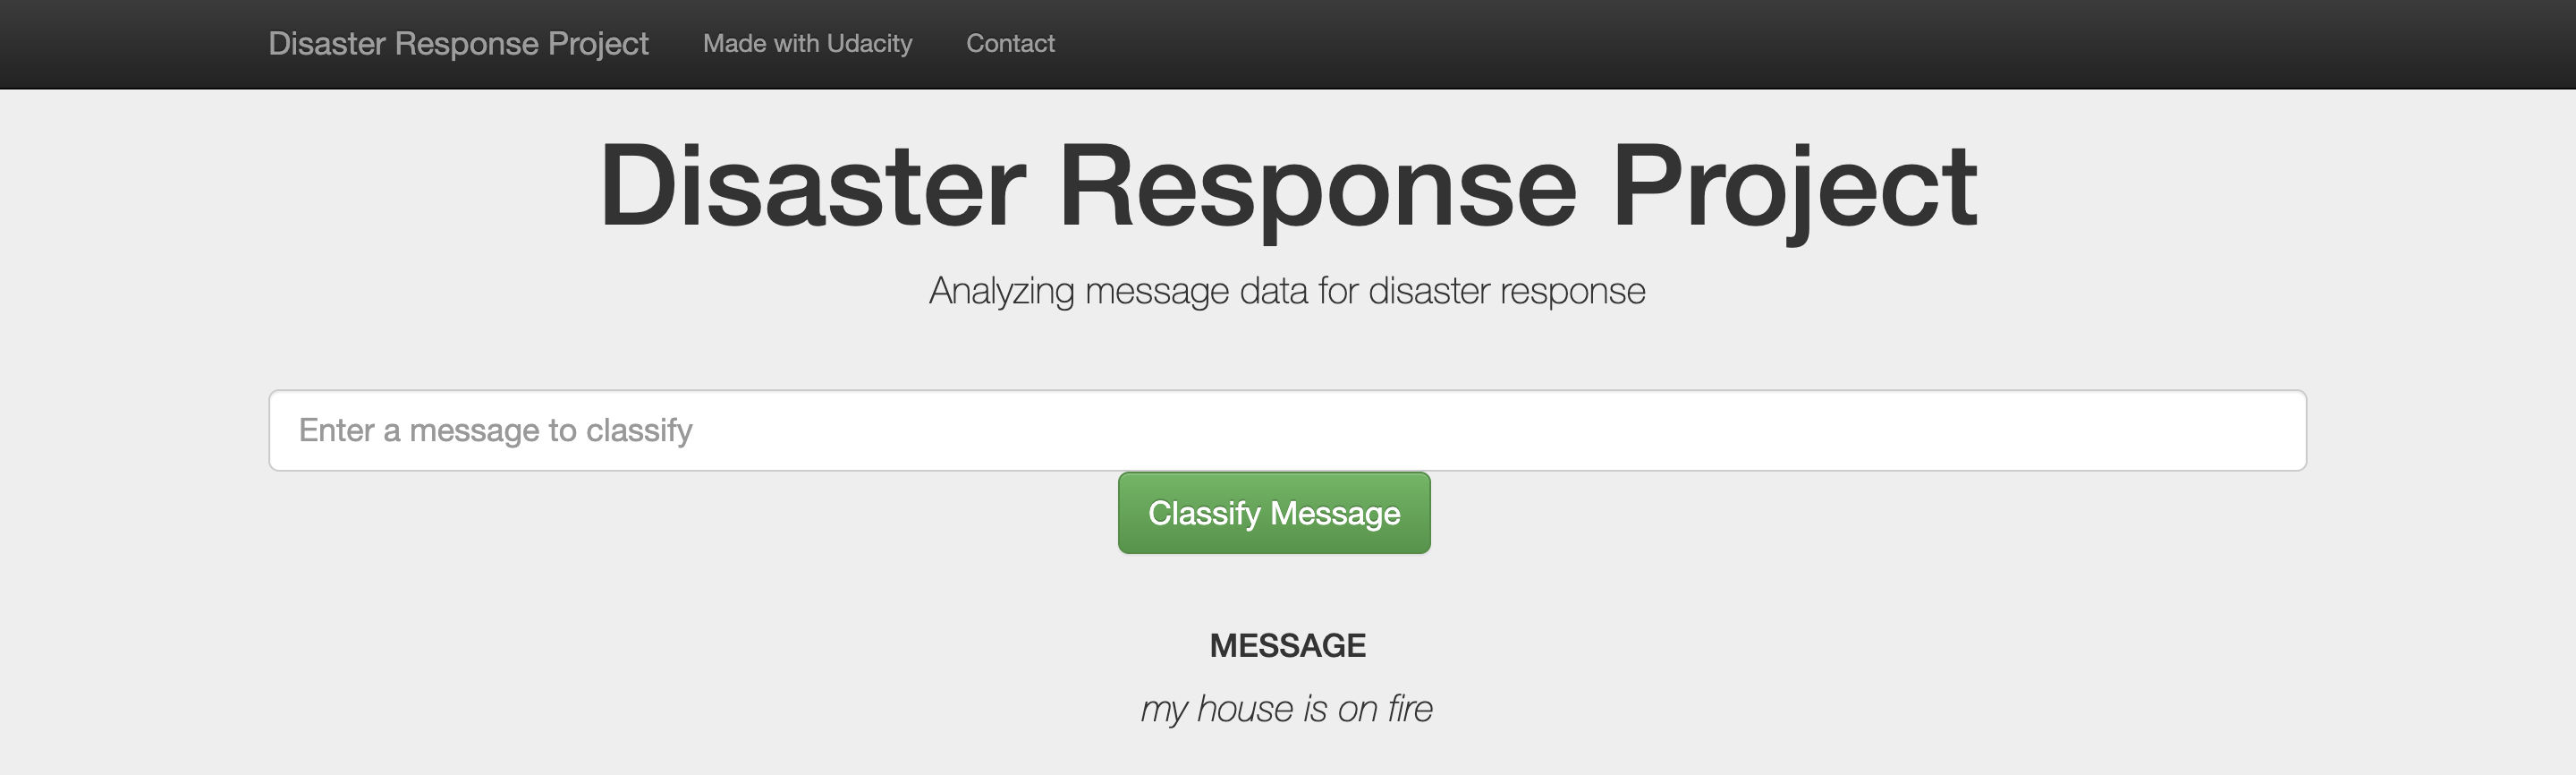 Disaster Response Project Made with Udacity Contact
Disaster Response Project
Analyzing message data for disaster response
Enter a message to classify
Classify Message
MESSAGE
my house is on fire